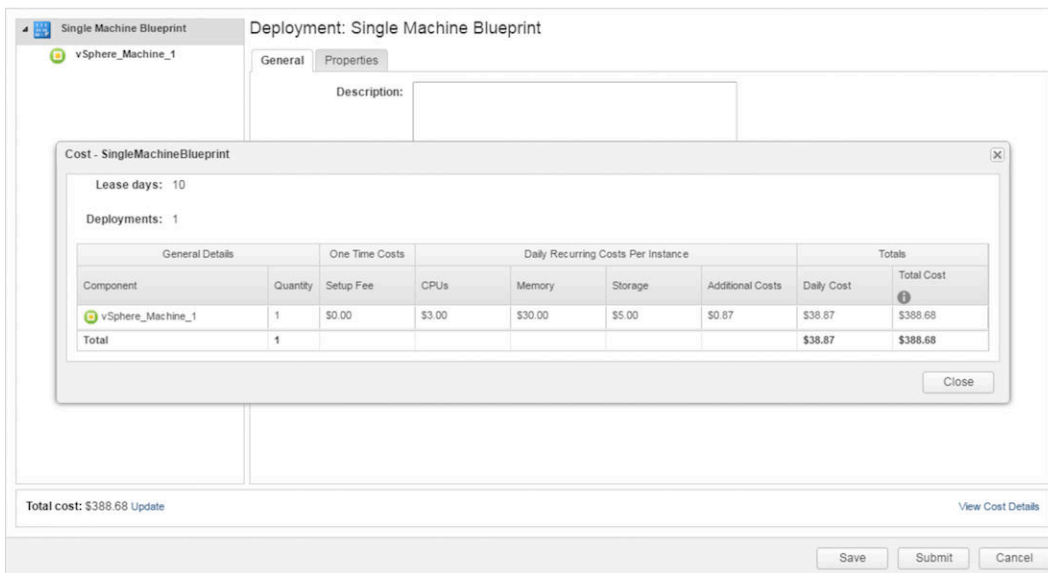 Single Machine Blueprint
vSphere_Machine_1
Deployment: Single Machine Blueprint
General Properties
Description:
Cost - SingleMachineBlueprint
Lease days: 10
Deployments: 1
General Details One Time Costs Daily Recurring Costs Per Instance Totals
Component Quantity Setup Fee CPUs Memory Storage Additional Costs Daily Cost Total Cost
vSphere_Machine_1 1 $0.00 $3.00 $30.00 $5.00 $0.87 $38.87 $388.68
Total 1 $38.87 $388.68
Close
Total cost: $388.68 Update View Cost Details
Save Submit Cancel